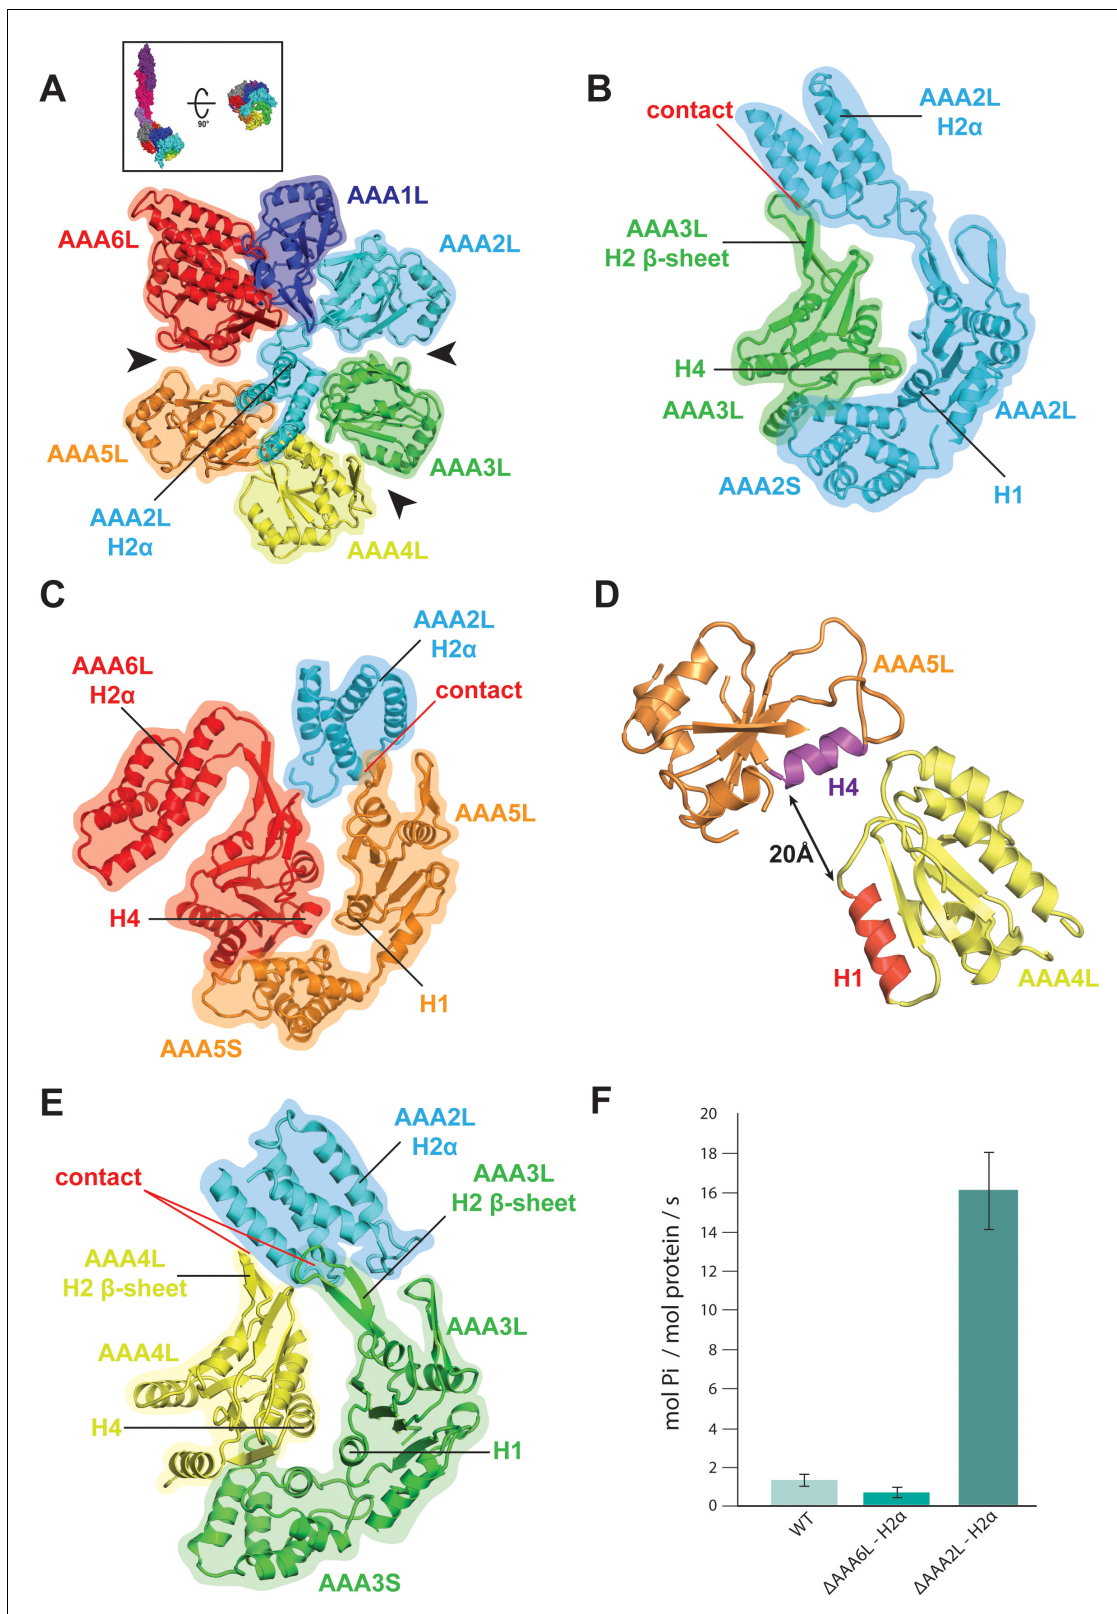 A
90°
AAA1L
AAA6L
AAA2L
AAA5L
AAA3L
AAA2L
H2α
AAA4L
B
contact
AAA2L
H2α
AAA3L
H2 β-sheet
H4
AAA3L
AAA2L
AAA2S
H1
C
AAA2L
H2α
AAA6L
H2α
contact
AAA5L
H4
H1
AAA5S
D
AAA5L
H4
20Å
H1
AAA4L
E
AAA2L
H2α
contact
AAA3L
H2 β-sheet
AAA4L
H2 β-sheet
AAA3L
AAA4L
H4
H1
AAA3S
F
mol Pi / mol protein / s
20
18
16
14
12
10
8
6
4
2
0
WT
ΔAAA6L - H2α
ΔAAA2L - H2α